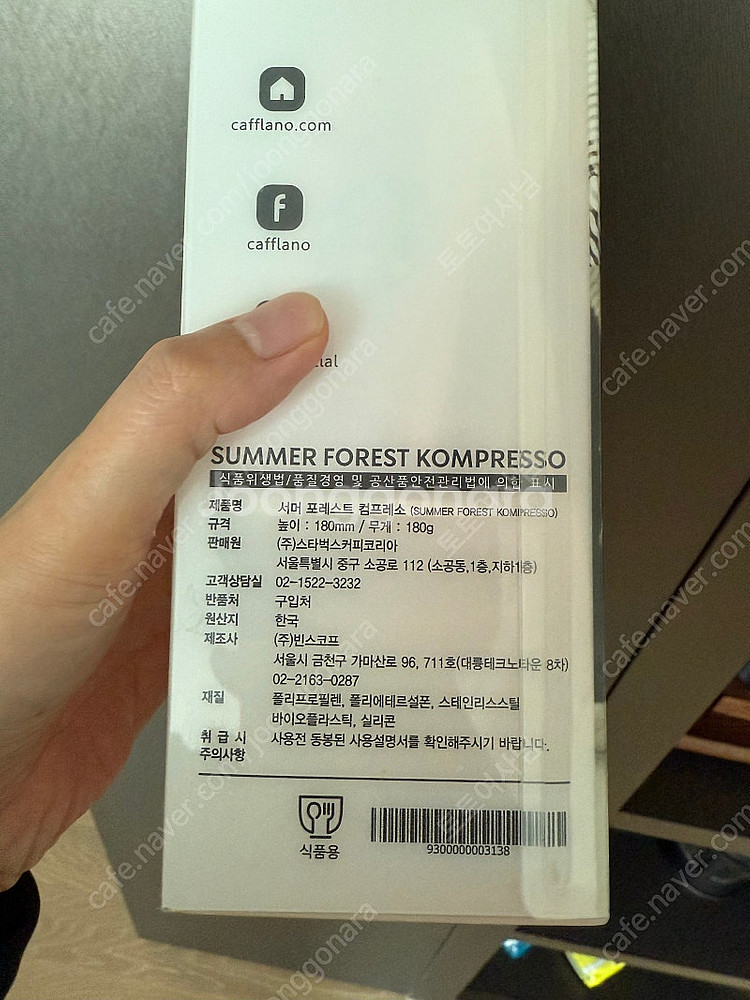 cafflano.com
cafflano
cial
SUMMER FOREST KOMPRESSO
식품위생법/품질경영 및 공산품안전관리법에 의한 표시
제품명 서머 포레스트 컴프레소 (SUMMER FOREST KOMPRESSO)
규격 높이 : 180mm / 무게 : 180g
판매원 (주)스타벅스커피코리아
서울특별시 중구 소공로 112 (소공동,1층,지하1층)
고객상담실 02-1522-3232
반품처 구입처
원산지 한국
제조사 (주)빈스코프
서울시 금천구 가마산로 96, 711호(대륭테크노타운 8차)
02-2163-0287
재질 폴리프로필렌, 폴리에테르설폰, 스테인리스스틸
바이오플라스틱, 실리콘
취 급 시 사용전 동봉된 사용설명서를 확인해주시기 바랍니다.
주의사항
식품용
9300000003138
cafe.naver.com/joonggonara
토토여사님